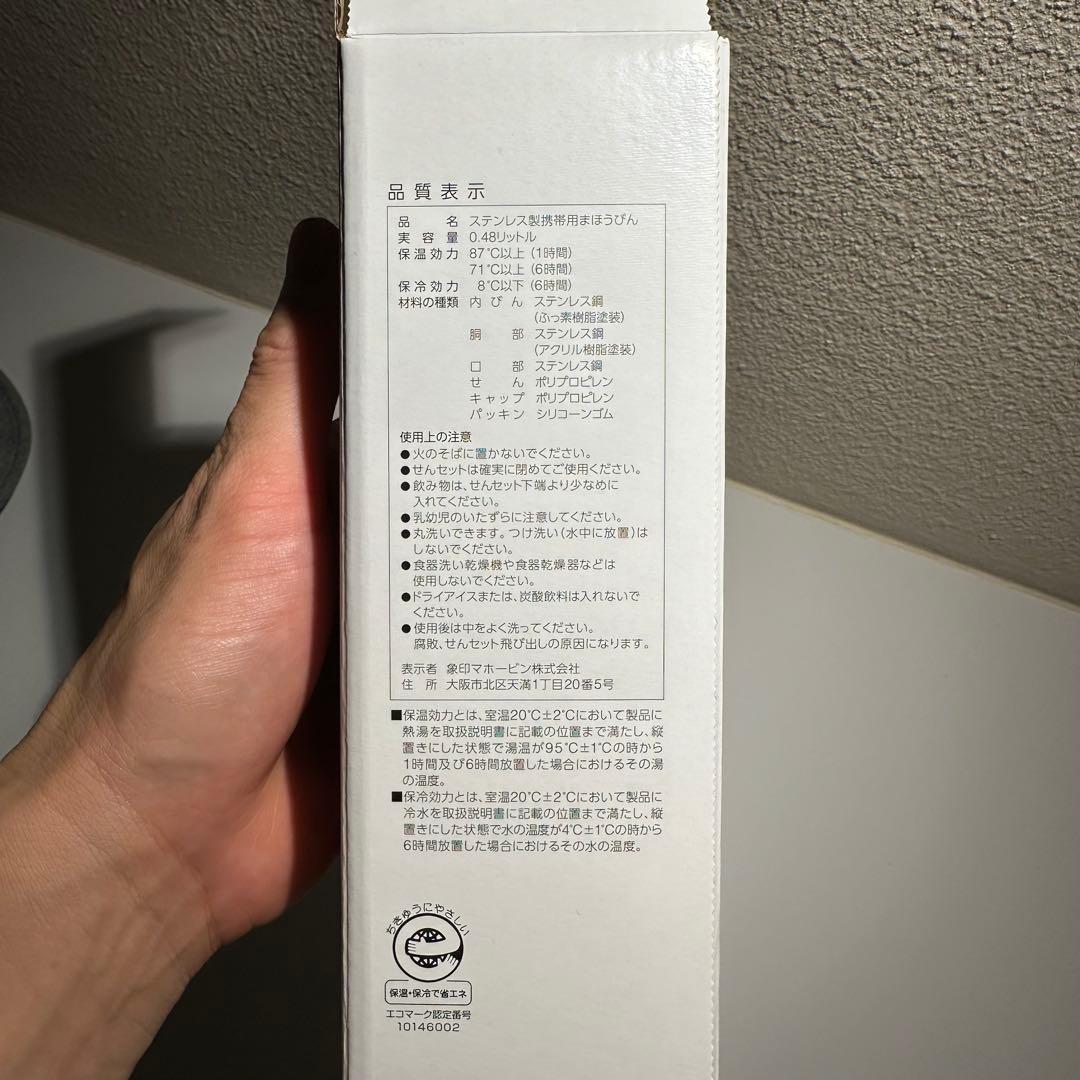 品質表示
品名 ステンレス製携帯用まほうびん
実容量 0.48リットル
保温効力 87℃以上(1時間)
71℃以上(6時間)
保冷効力 8℃以下(6時間)
材料の種類 内びん ステンレス鋼
(ふっ素樹脂塗装)
胴部 ステンレス鋼
(アクリル樹脂塗装)
口部 ステンレス鋼
せん ポリプロピレン
キャップ ポリプロピレン
パッキン シリコーンゴム
使用上の注意
●火のそばに置かないでください。
●せんセットは確実に閉めてご使用ください。
●飲み物は、せんセット下端より少なめに
入れてください。
●乳幼児のいたずらに注意してください。
●丸洗いできます。つけ洗い(水中に放置)は
しないでください。
●食器洗い乾燥機や食器乾燥器などは
使用しないでください。
●ドライアイスまたは、炭酸飲料は入れないで
ください。
●使用後は中をよく洗ってください。
腐敗、せんセット飛び出しの原因になります。
表示者 象印マホービン株式会社
住所 大阪市北区天満1丁目20番5号
■保温効力とは、室温20℃±2℃において製品に
熱湯を取扱説明書に記載の位置まで満たし、縦
置きにした状態で湯温が95℃±1℃の時から
1時間及び6時間放置した場合におけるその湯
の温度。
■保冷効力とは、室温20℃±2℃において製品に
冷水を取扱説明書に記載の位置まで満たし、縦
置きにした状態で水の温度が4℃±1℃の時から
6時間放置した場合におけるその水の温度。
ちきゅうにやさしい
保温・保冷で省エネ
エコマーク認定番号
10146002